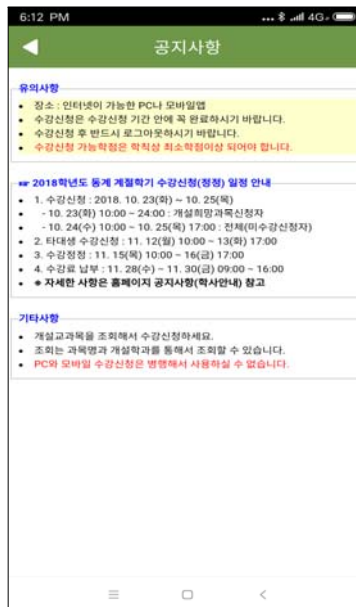 6:12 PM ... 4G
공지사항
유의사항
장소 : 인터넷이 가능한 PC나 모바일앱
수강신청은 수강신청 기간 안에 꼭 완료하시기 바랍니다.
수강신청 후 반드시 로그아웃하시기 바랍니다.
수강신청 가능학점은 학칙상 최소학점이상 되어야 합니다.
☞ 2018학년도 동계 계절학기 수강신청(정정) 일정 안내
1. 수강신청 : 2018. 10. 23(화) ~ 10. 25(목)
- 10. 23(화) 10:00 ~ 24:00 : 개설희망과목신청자
- 10. 24(수) 10:00 ~ 10. 25(목) 17:00 : 전체(미수강신청자)
2. 타대생 수강신청 : 11. 12(월) 10:00 ~ 13(화) 17:00
3. 수강정정 : 11. 15(목) 10:00 ~ 16(금) 17:00
4. 수강료 납부 : 11. 28(수) ~ 11. 30(금) 09:00 ~ 16:00
※ 자세한 사항은 홈페이지 공지사항(학사안내) 참고
기타사항
개설교과목을 조회해서 수강신청하세요.
조회는 과목명과 개설학과를 통해서 조회할 수 있습니다.
PC와 모바일 수강신청은 병행해서 사용하실 수 없습니다.